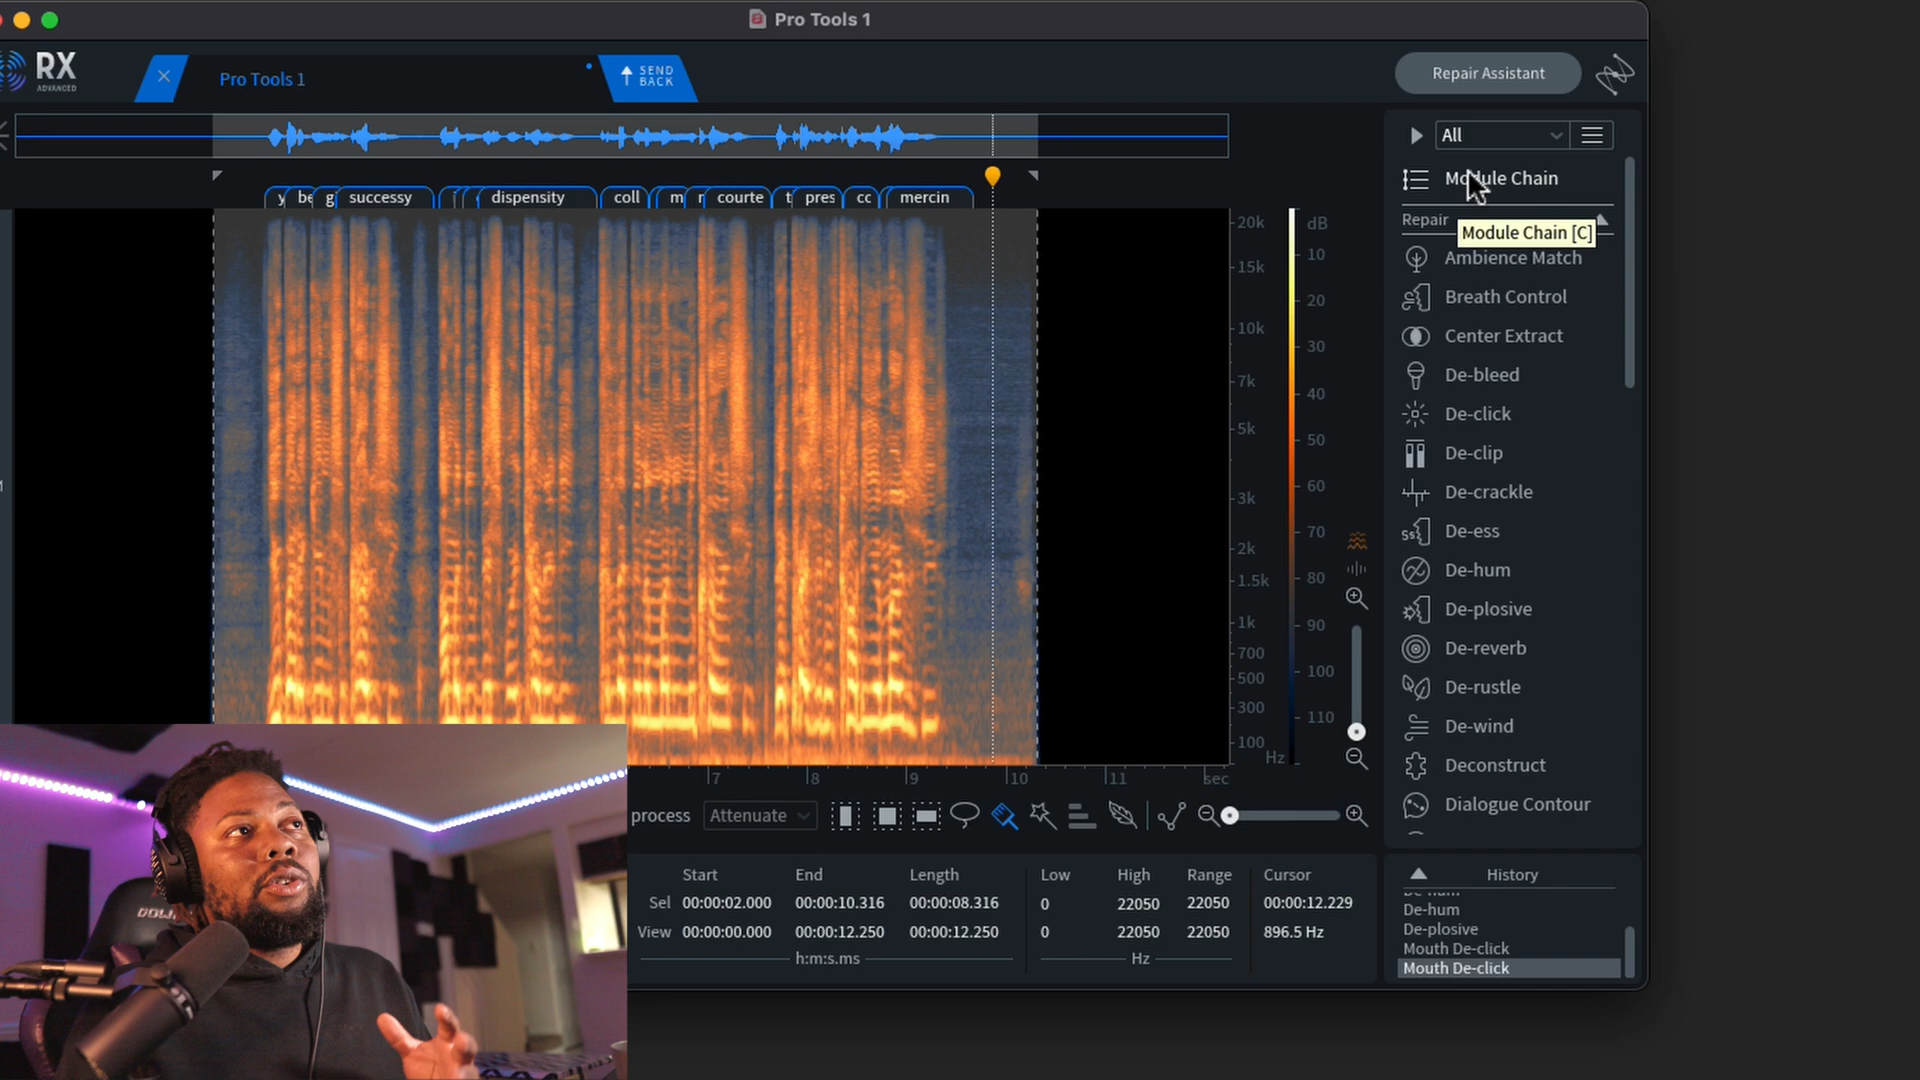 Pro Tools 1
RX
ADVANCED
Pro Tools 1
SEND
BACK
Repair Assistant
All
Module Chain
Repair
Module Chain [C]
Ambience Match
Breath Control
Center Extract
De-bleed
De-click
De-clip
De-crackle
De-ess
De-hum
De-plosive
De-reverb
De-rustle
De-wind
Deconstruct
Dialogue Contour
y be g successy dispensity coll m r courte t pres cc mercin
20k
15k
10k
7k
5k
3k
2k
1.5k
1k
700
500
300
100
Hz
dB
10
20
30
40
50
60
70
80
90
100
110
7 8 9 10 11 sec
process Attenuate
Start End Length Low High Range Cursor
Sel 00:00:02.000 00:00:10.316 00:00:08.316 0 22050 22050 00:00:12.229
View 00:00:00.000 00:00:12.250 00:00:12.250 0 22050 22050 896.5 Hz
h:m:s.ms Hz
History
De-hum
De-hum
De-plosive
Mouth De-click
Mouth De-click